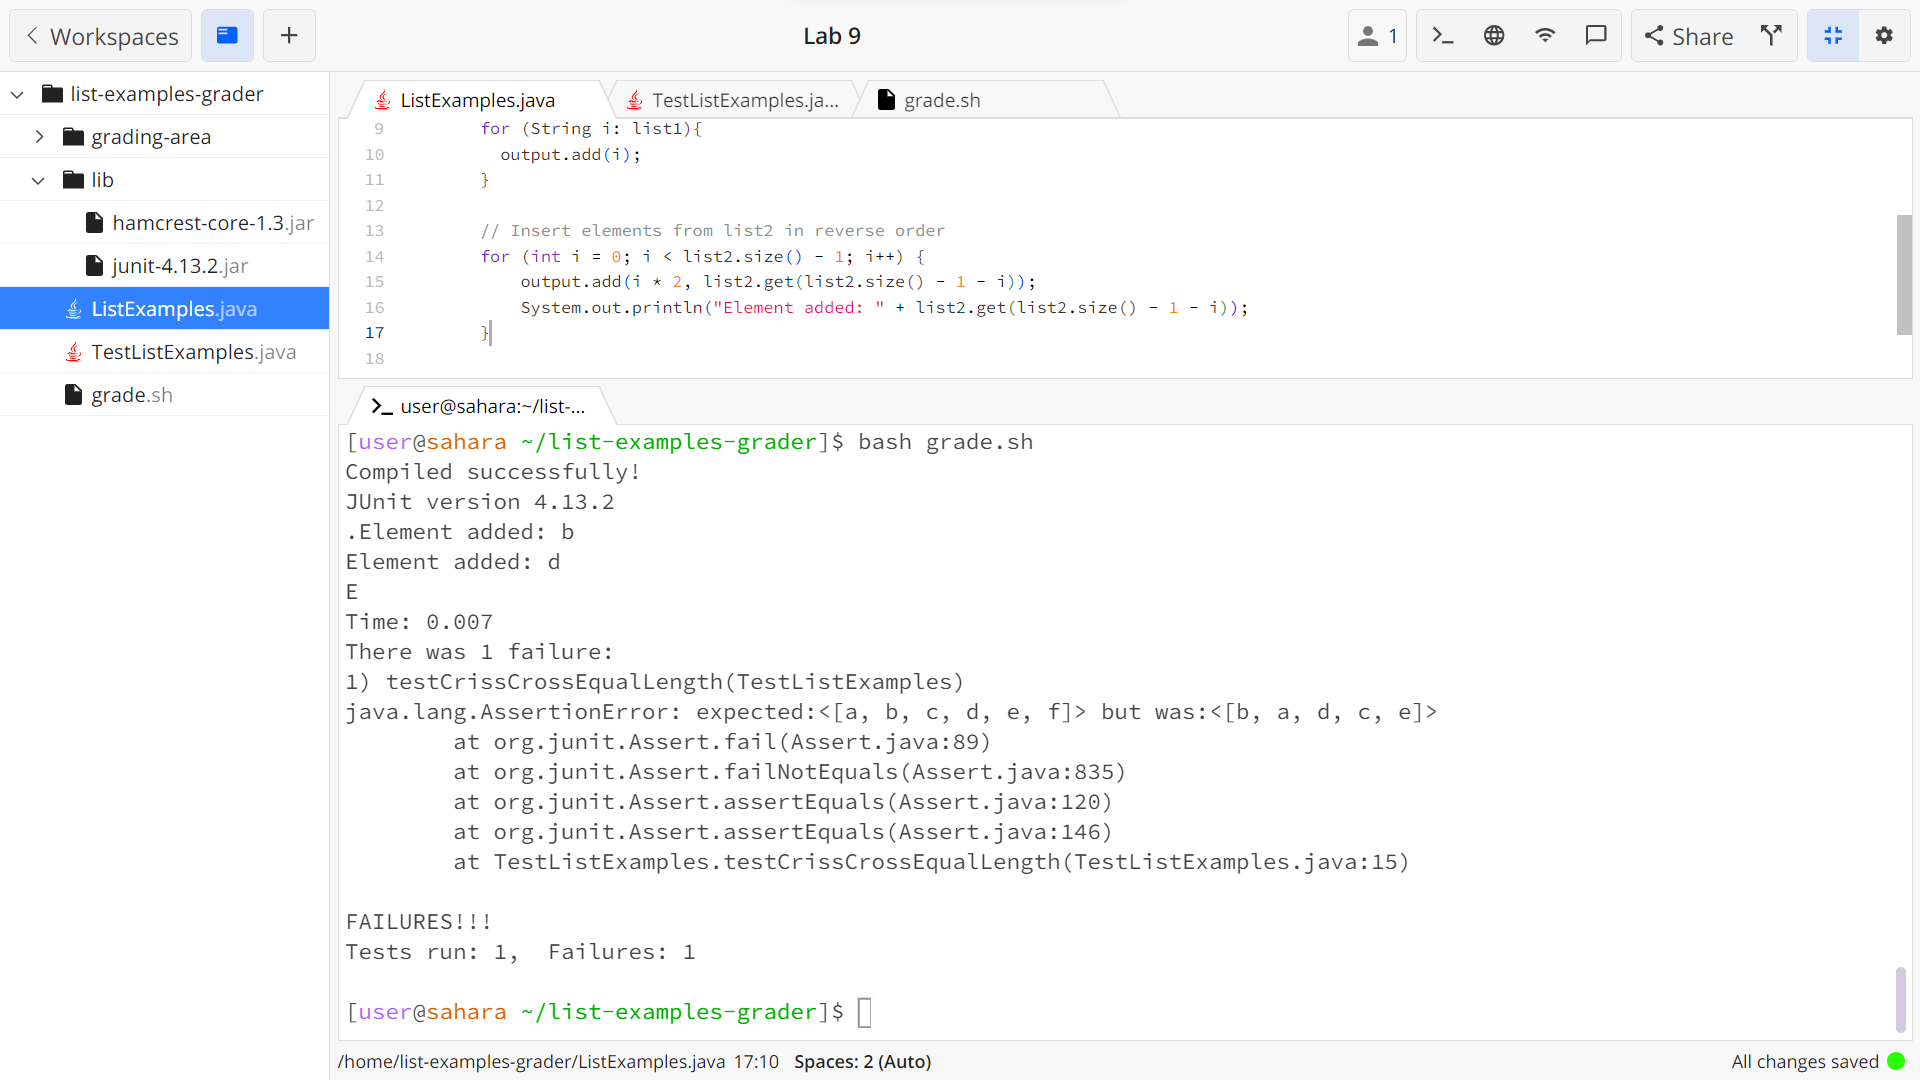 Workspaces
Lab 9
1
Share
list-examples-grader
grading-area
lib
hamcrest-core-1.3.jar
junit-4.13.2.jar
ListExamples.java
TestListExamples.java
grade.sh
ListExamples.java
TestListExamples.ja...
grade.sh
9 for (String i: list1){
10 output.add(i);
11 }
12
13 // Insert elements from list2 in reverse order
14 for (int i = 0; i < list2.size() - 1; i++) {
15 output.add(i * 2, list2.get(list2.size() - 1 - i));
16 System.out.println("Element added: " + list2.get(list2.size() - 1 - i));
17 }
18
user@sahara:~/list-...
[user@sahara ~/list-examples-grader]$ bash grade.sh
Compiled successfully!
JUnit version 4.13.2
.Element added: b
Element added: d
E
Time: 0.007
There was 1 failure:
1) testCrissCrossEqualLength(TestListExamples)
java.lang.AssertionError: expected:<[a, b, c, d, e, f]> but was:<[b, a, d, c, e]>
at org.junit.Assert.fail(Assert.java:89)
at org.junit.Assert.failNotEquals(Assert.java:835)
at org.junit.Assert.assertEquals(Assert.java:120)
at org.junit.Assert.assertEquals(Assert.java:146)
at TestListExamples.testCrissCrossEqualLength(TestListExamples.java:15)
FAILURES!!!
Tests run: 1,  Failures: 1
[user@sahara ~/list-examples-grader]$
/home/list-examples-grader/ListExamples.java 17:10 Spaces: 2 (Auto)
All changes saved